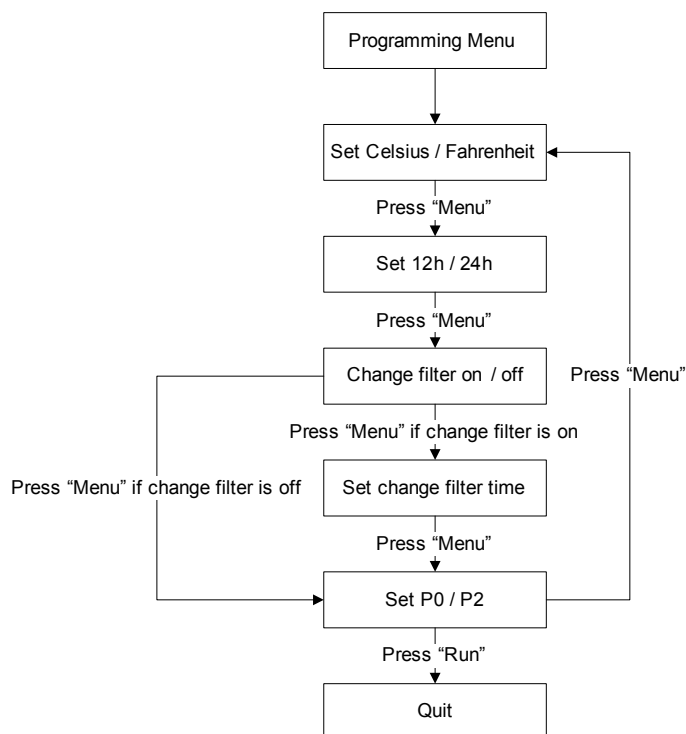 Programming Menu
Set Celsius / Fahrenheit
Press “Menu”
Set 12h / 24h
Press “Menu”
Change filter on / off
Press “Menu”
Press “Menu” if change filter is on
Press “Menu” if change filter is off
Set change filter time
Press “Menu”
Set P0 / P2
Press “Run”
Quit